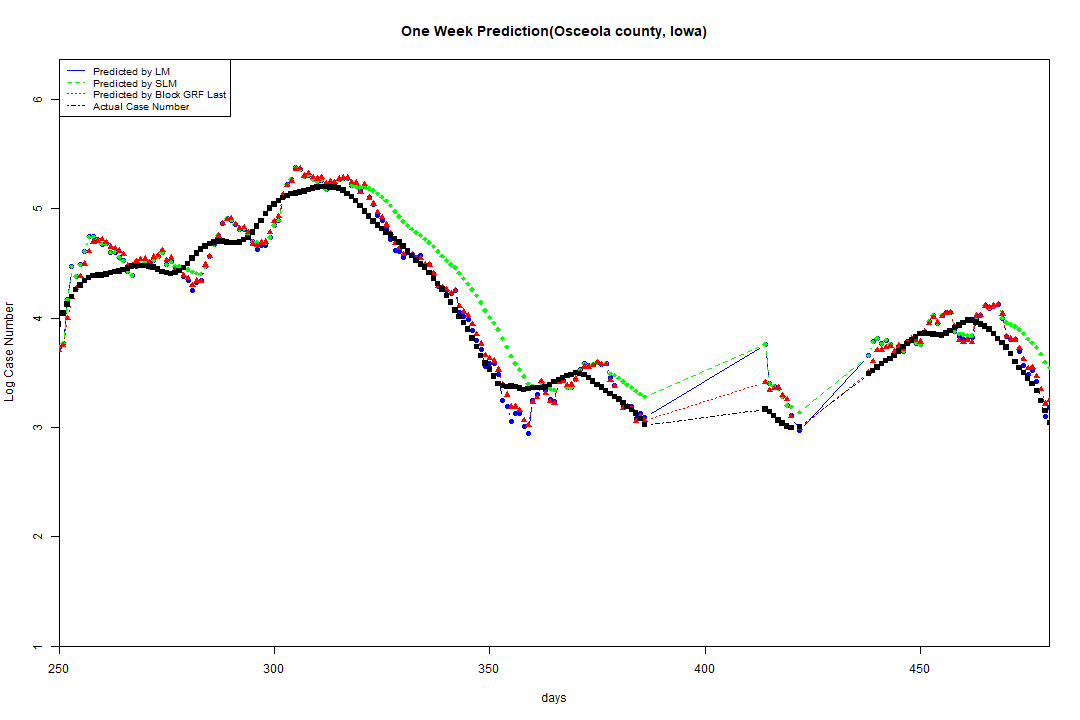 One Week Prediction(Osceola county, Iowa)
Predicted by LM
Predicted by SLM
Predicted by Block GRF Last
Actual Case Number
6
5
4
3
2
1
Log Case Number
250 300 350 400 450
days